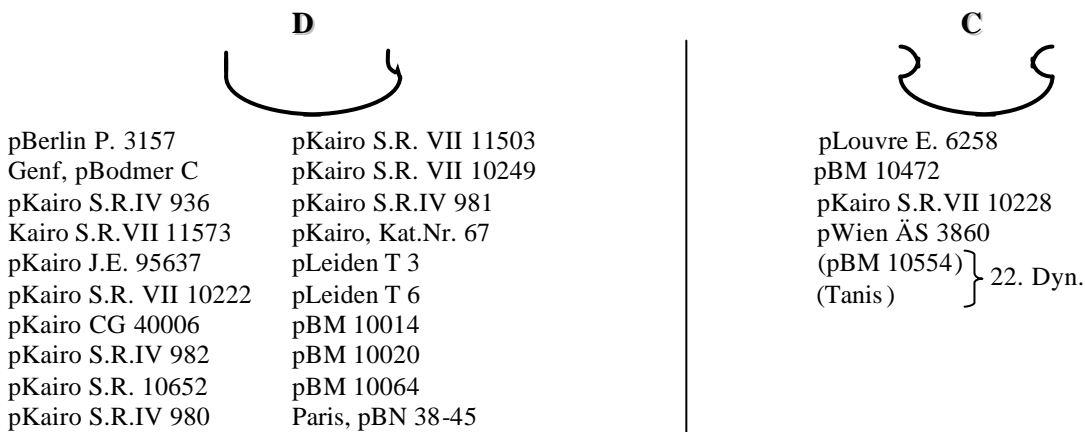 D
pBerlin P. 3157
Genf, pBodmer C
pKairo S.R.IV 936
Kairo S.R.VII 11573
pKairo J.E. 95637
pKairo S.R. VII 10222
pKairo CG 40006
pKairo S.R.IV 982
pKairo S.R. 10652
pKairo S.R.IV 980
pKairo S.R. VII 11503
pKairo S.R. VII 10249
pKairo S.R.IV 981
pKairo, Kat.Nr. 67
pLeiden T 3
pLeiden T 6
pBM 10014
pBM 10020
pBM 10064
Paris, pBN 38-45
C
pLouvre E. 6258
pBM 10472
pKairo S.R.VII 10228
pWien ÄS 3860
(pBM 10554)
(Tanis)
22. Dyn.